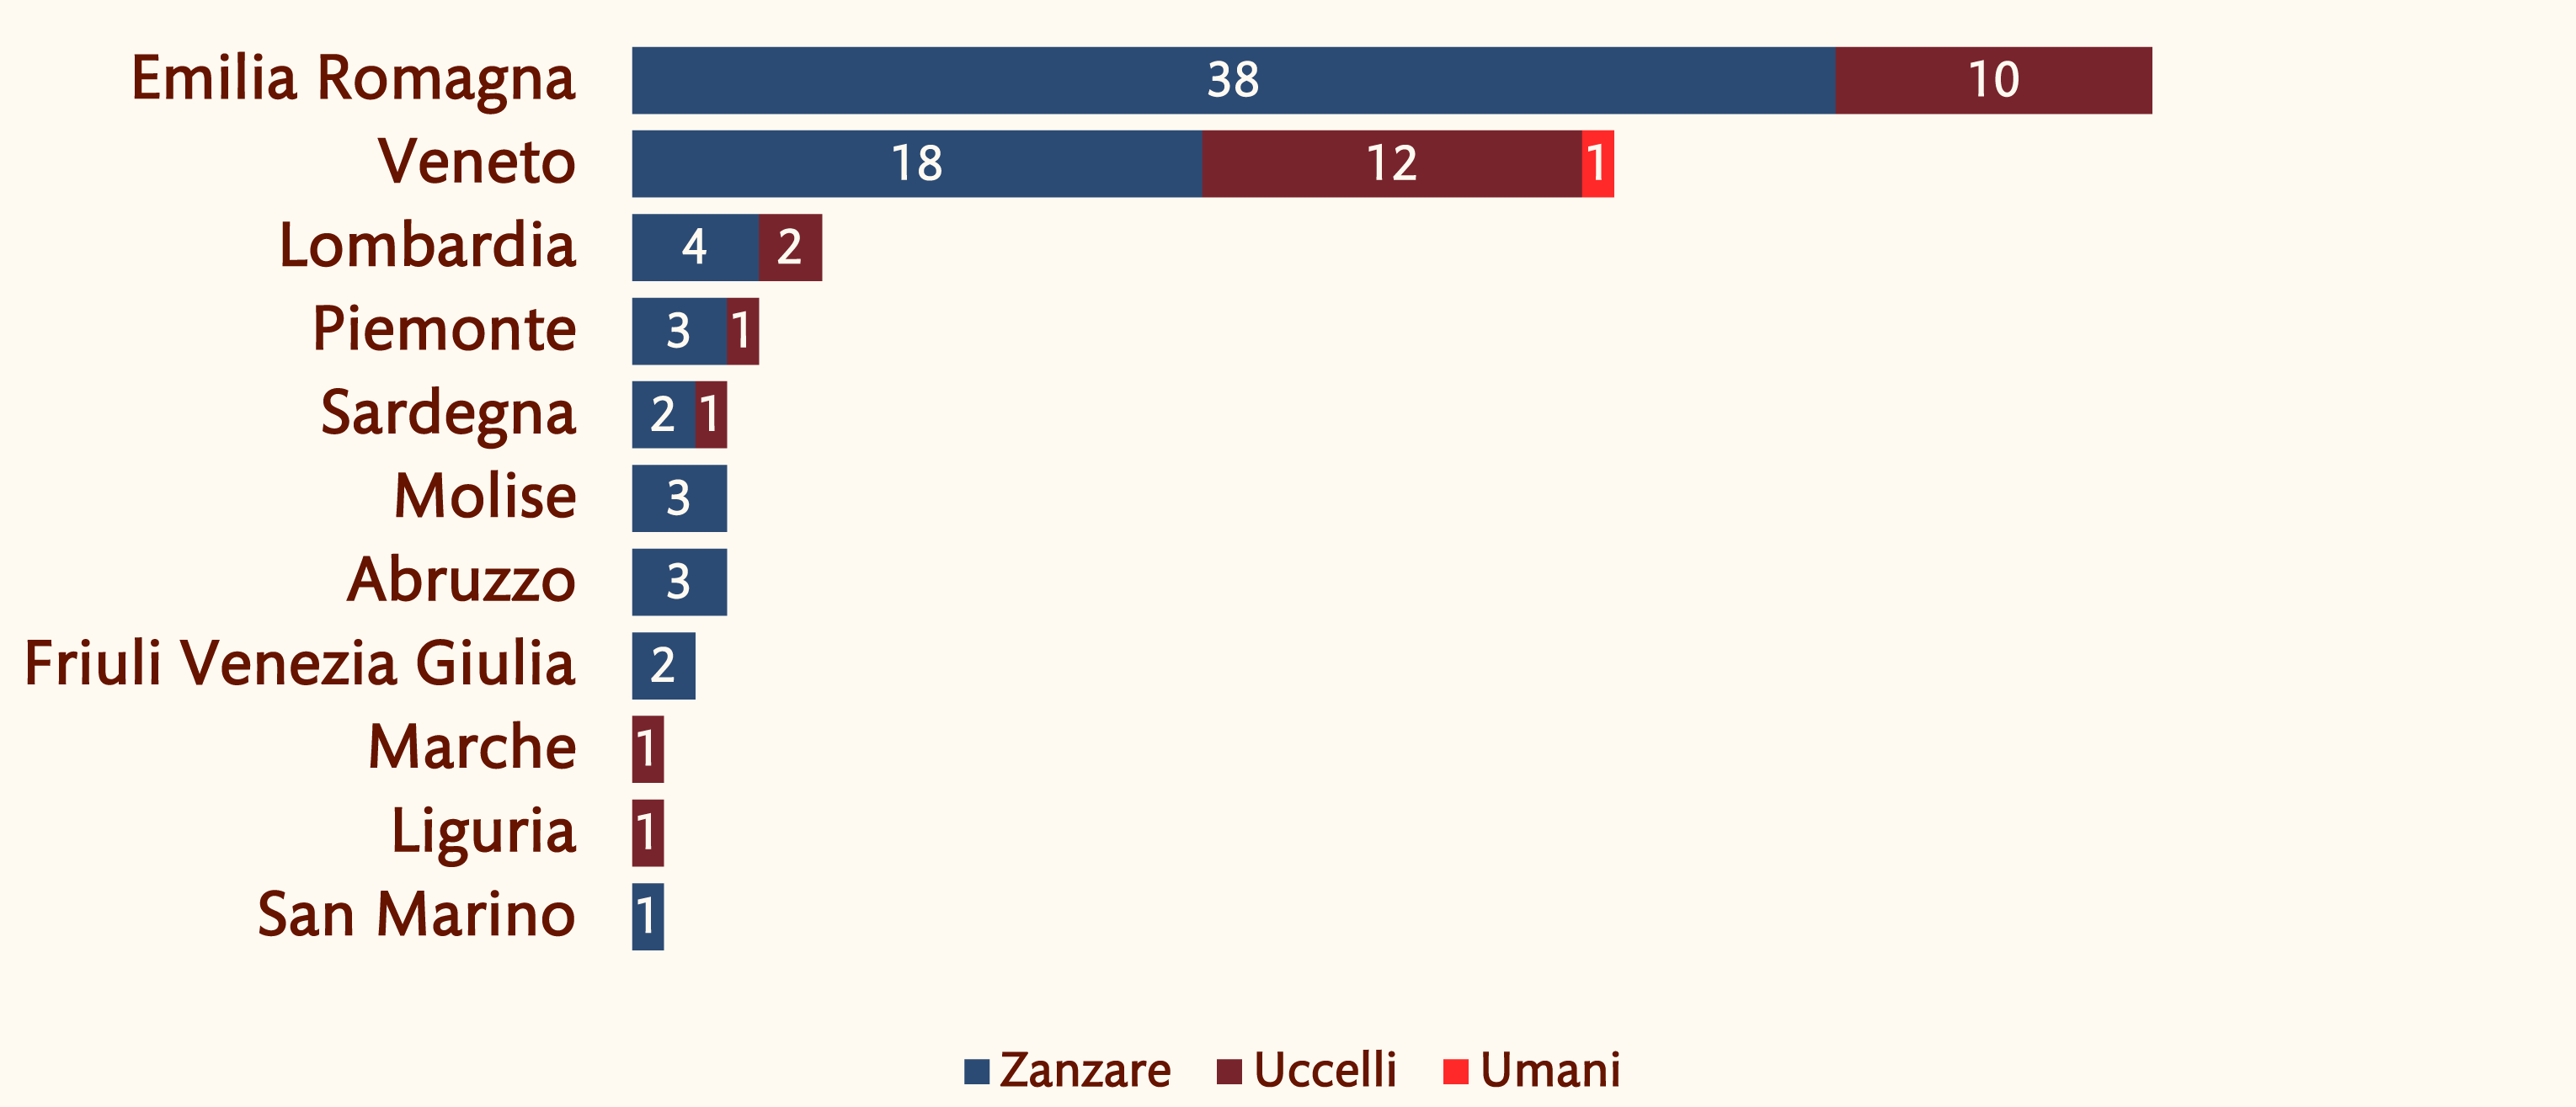 Emilia Romagna 38 10
Veneto 18 12 1
Lombardia 4 2
Piemonte 3 1
Sardegna 2 1
Molise 3
Abruzzo 3
Friuli Venezia Giulia 2
Marche 1
Liguria 1
San Marino 1
Zanzare Uccelli Umani